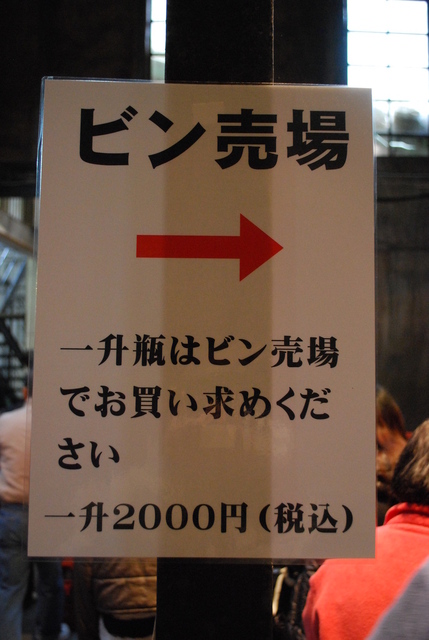 ビン売場
一升瓶はビン売場
でお買い求めくだ
さい
一升2000円(税込)